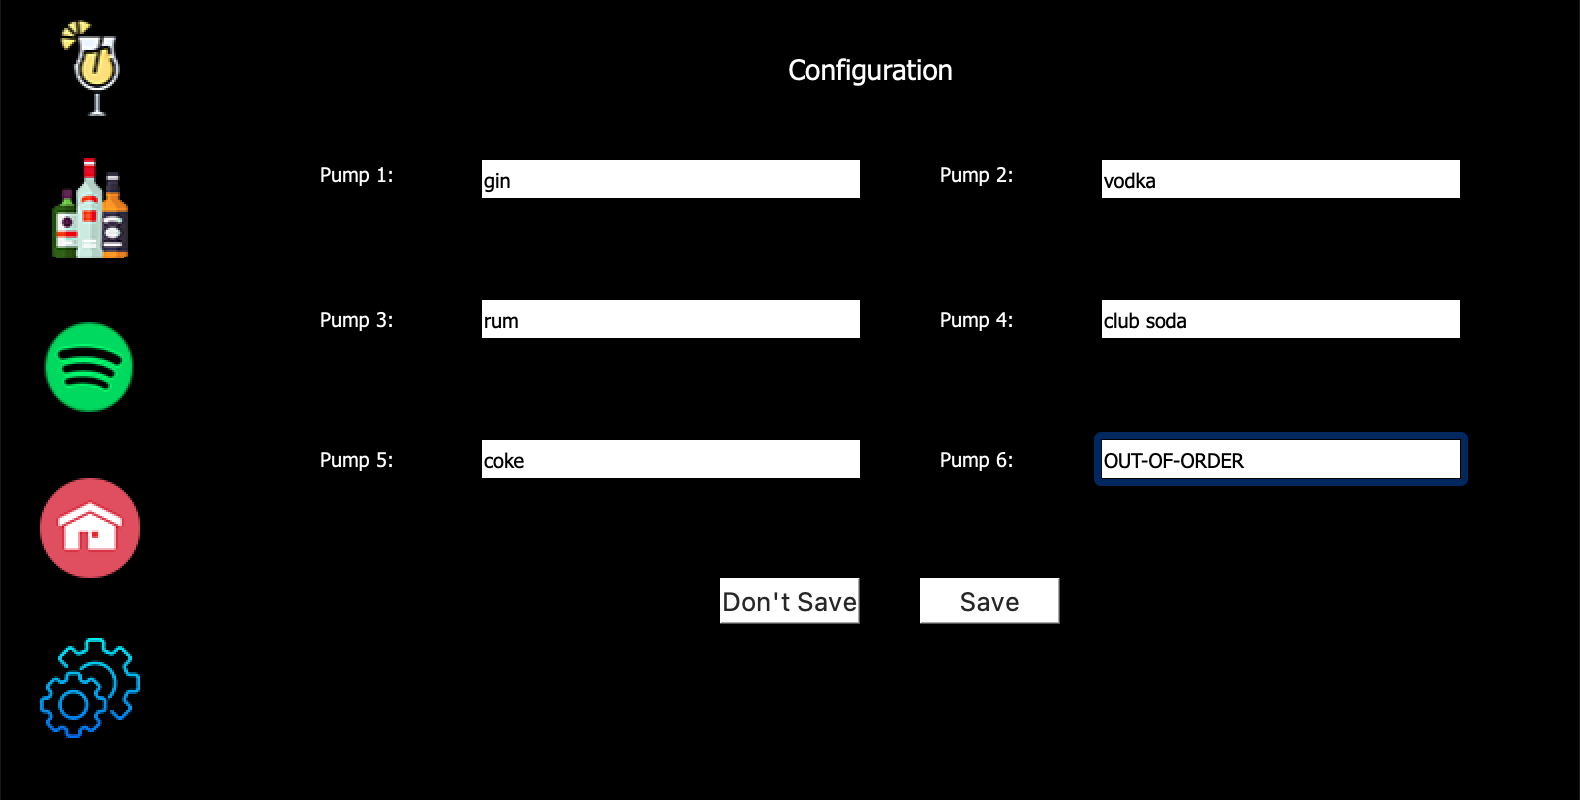 Configuration
Pump 1: gin Pump 2: vodka
Pump 3: rum Pump 4: club soda
Pump 5: coke Pump 6: OUT-OF-ORDER
Don't Save Save